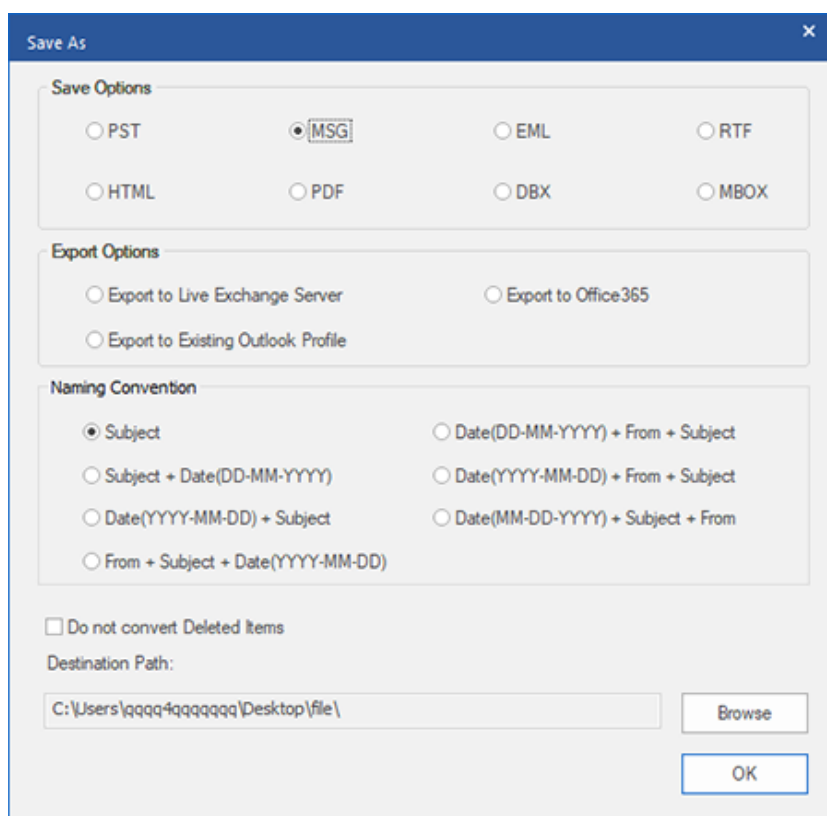 Save As
Save Options
PST MSG EML RTF
HTML PDF DBX MBOX
Export Options
Export to Live Exchange Server Export to Office365
Export to Existing Outlook Profile
Naming Convention
Subject Date(DD-MM-YYYY) + From + Subject
Subject + Date(DD-MM-YYYY) Date(YYYY-MM-DD) + From + Subject
Date(YYYY-MM-DD) + Subject Date(MM-DD-YYYY) + Subject + From
From + Subject + Date(YYYY-MM-DD)
Do not convert Deleted Items
Destination Path:
C:\Users\qqqq4qqqqqqq\Desktop\file\ Browse
OK